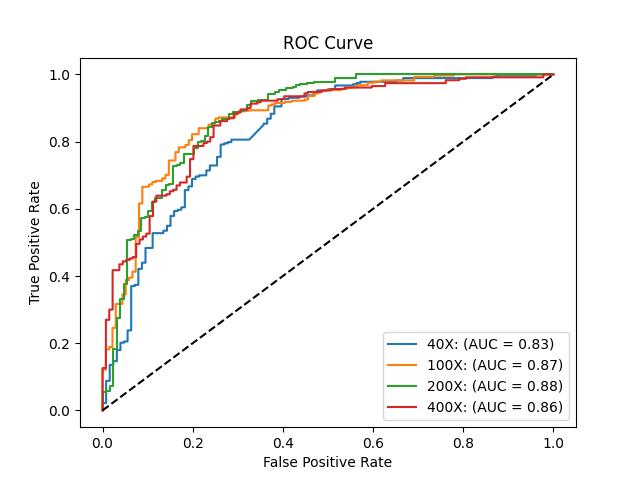 ROC Curve
True Positive Rate
1.0
0.8
0.6
0.4
0.2
0.0
0.0 0.2 0.4 0.6 0.8 1.0
False Positive Rate
40X: (AUC = 0.83)
100X: (AUC = 0.87)
200X: (AUC = 0.88)
400X: (AUC = 0.86)